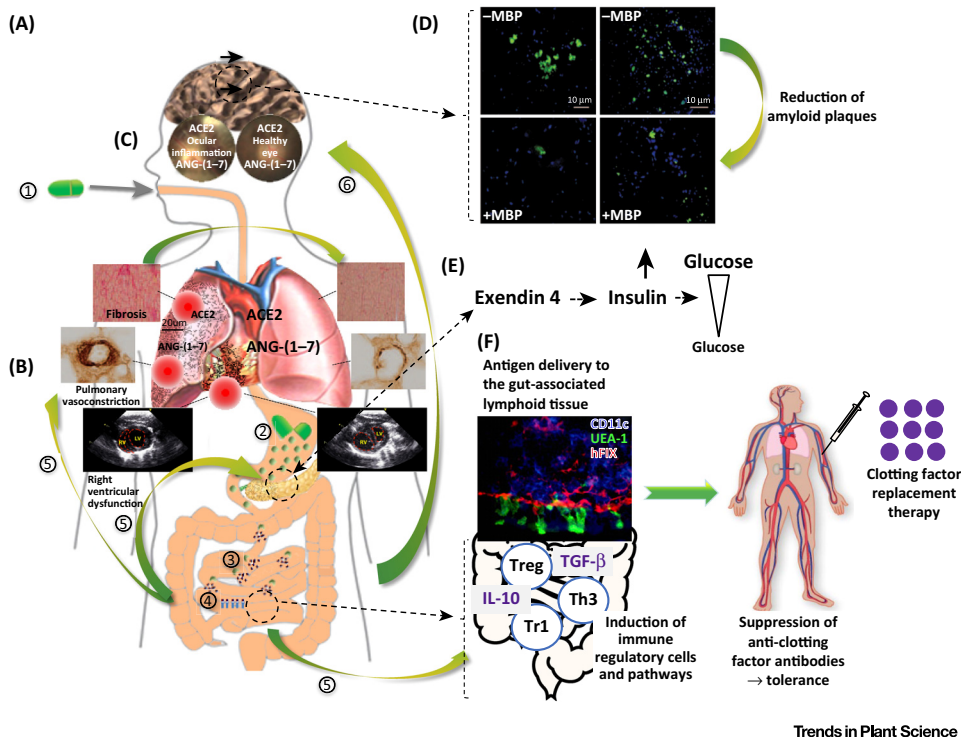 (A)
(D)
–MBP
–MBP
10 μm
10 μm
+MBP
+MBP
Reduction of
amyloid plaques
(C)
ACE2
Ocular
inflammation
ANG-(1–7)
ACE2
Healthy
eye
ANG-(1–7)
①
⑥
(B)
Fibrosis
20um
ACE2
ANG-(1–7)
ACE2
ANG-(1–7)
Pulmonary
vasoconstriction
RV
LV
RV
LV
Right
ventricular
dysfunction
②
③
④
⑤
⑤
⑤
(E)
Exendin 4
Insulin
Glucose
Glucose
(F)
Antigen delivery to
the gut-associated
lymphoid tissue
CD11c
UEA-1
hFIX
Treg
TGF-β
IL-10
Th3
Tr1
Induction of
immune
regulatory cells
and pathways
Clotting factor
replacement
therapy
Suppression of
anti-clotting
factor antibodies
→ tolerance
Trends in Plant Science